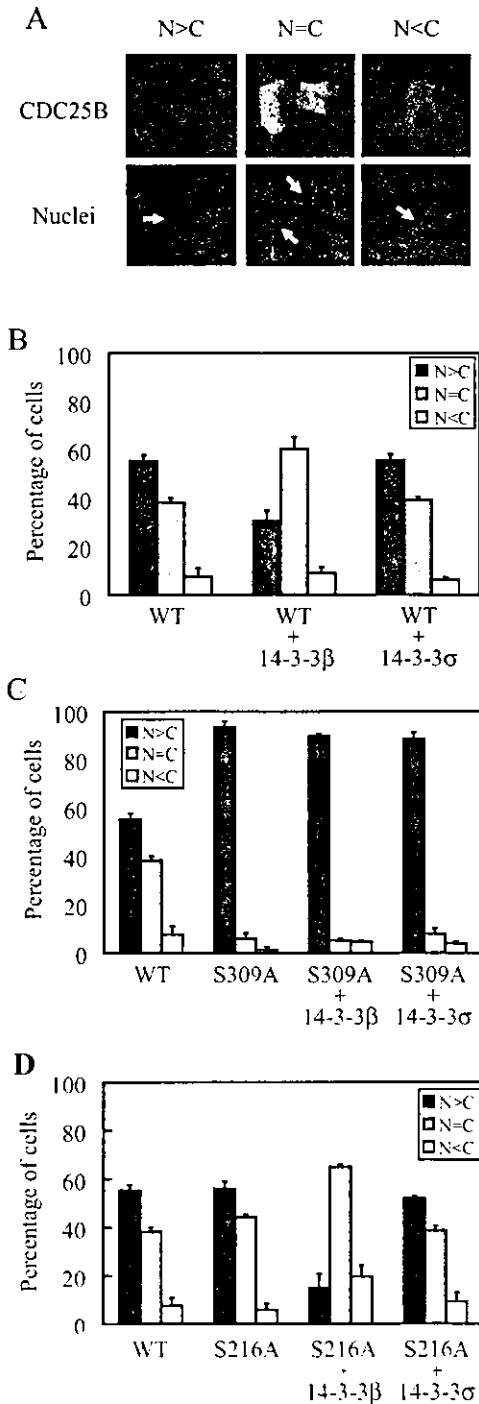 A
N>C N=C N<C
CDC25B
Nuclei
B
Percentage of cells
100
80
60
40
20
0
N>C
N=C
N<C
WT WT WT
+ +
14-3-3β 14-3-3σ
C
Percentage of cells
100
80
60
40
20
0
N>C
N=C
N<C
WT S309A S309A S309A
+ +
14-3-3β 14-3-3σ
D
Percentage of cells
100
80
60
40
20
0
N>C
N=C
N<C
WT S216A S216A S216A
+ +
14-3-3β 14-3-3σ